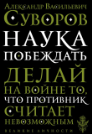 АЛЕКСАНДР ВАСИЛЬЕВИЧ
СУВОРОВ
НАУКА
ПОБЕЖДАТЬ
ДЕЛАЙ
НА ВОЙНЕ ТО,
ЧТО ПРОТИВНИК
СЧИТАЕТ
НЕВОЗМОЖНЫМ